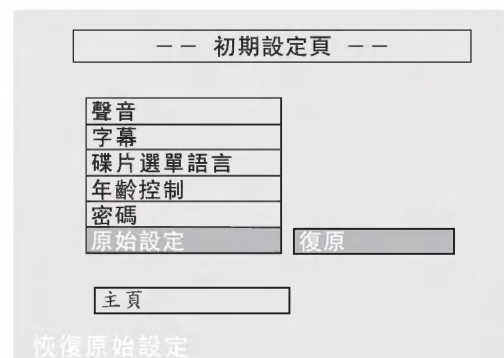 －－ 初期設定頁 －－
聲音
字幕
碟片選單語言
年齡控制
密碼
原始設定 復原
主頁
恢復原始設定